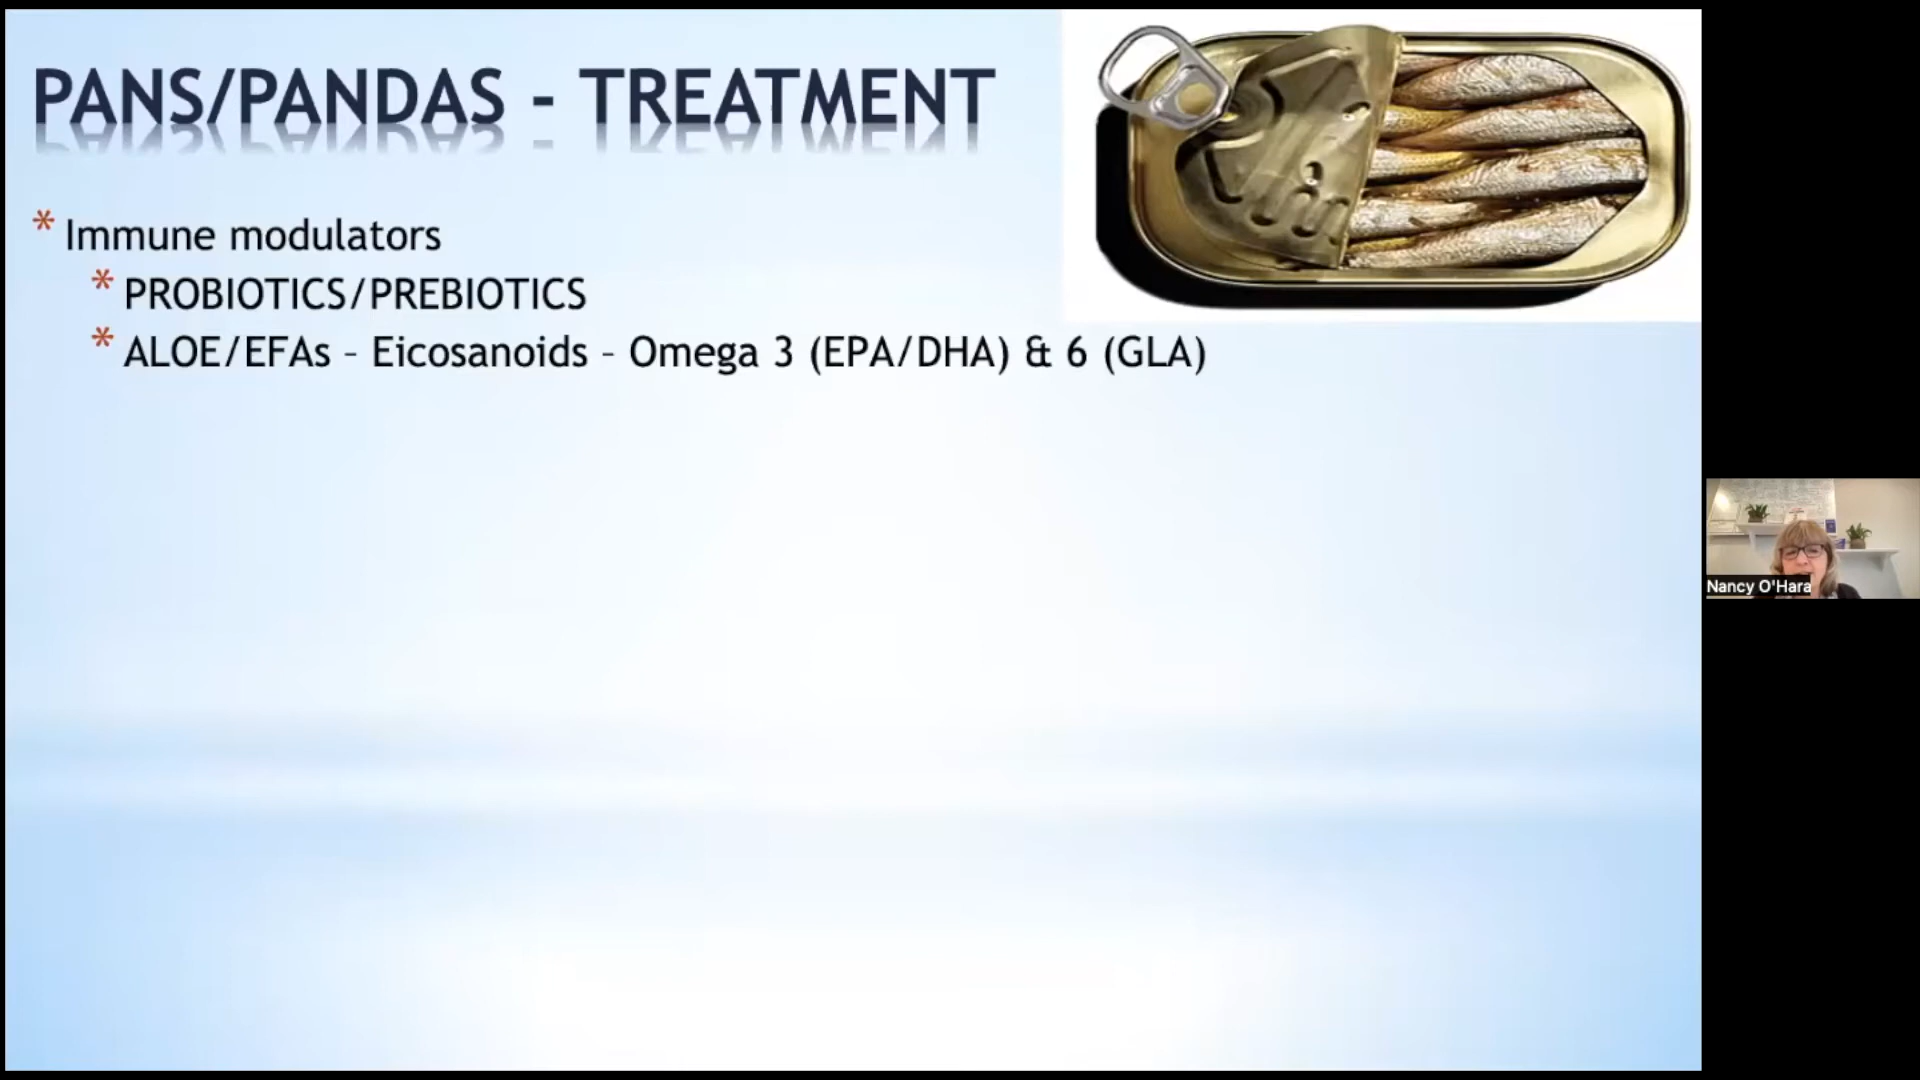 PANS/PANDAS - TREATMENT
* Immune modulators
* PROBIOTICS/PREBIOTICS
* ALOE/EFAs – Eicosanoids – Omega 3 (EPA/DHA) & 6 (GLA)
Nancy O'Hara